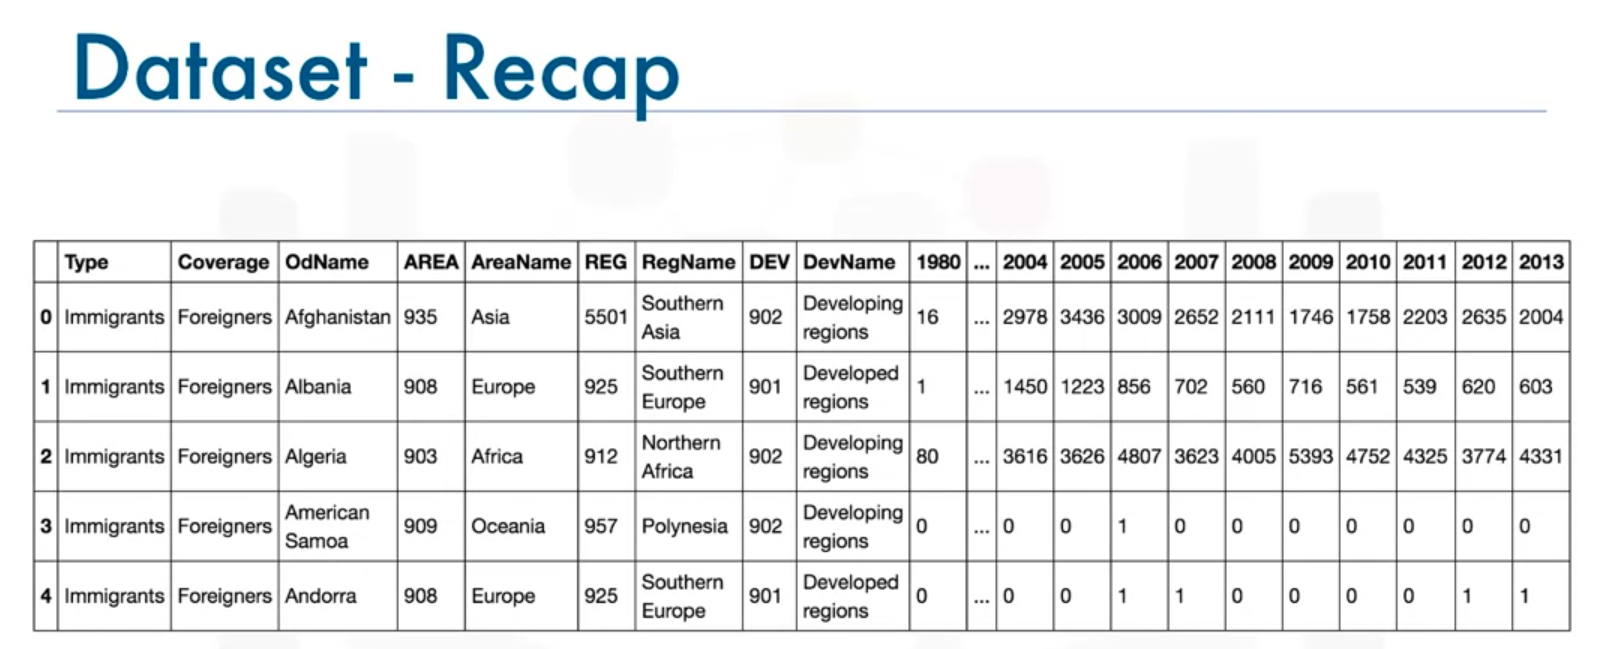 Dataset - Recap
Type Coverage OdName AREA AreaName REG RegName DEV DevName 1980 ... 2004 2005 2006 2007 2008 2009 2010 2011 2012 2013
0 Immigrants Foreigners Afghanistan 935 Asia 5501 Southern Asia 902 Developing regions 16 ... 2978 3436 3009 2652 2111 1746 1758 2203 2635 2004
1 Immigrants Foreigners Albania 908 Europe 925 Southern Europe 901 Developed regions 1 ... 1450 1223 856 702 560 716 561 539 620 603
2 Immigrants Foreigners Algeria 903 Africa 912 Northern Africa 902 Developing regions 80 ... 3616 3626 4807 3623 4005 5393 4752 4325 3774 4331
3 Immigrants Foreigners American Samoa 909 Oceania 957 Polynesia 902 Developing regions 0 ... 0 0 1 0 0 0 0 0 0 0
4 Immigrants Foreigners Andorra 908 Europe 925 Southern Europe 901 Developed regions 0 ... 0 0 1 1 0 0 0 0 1 1